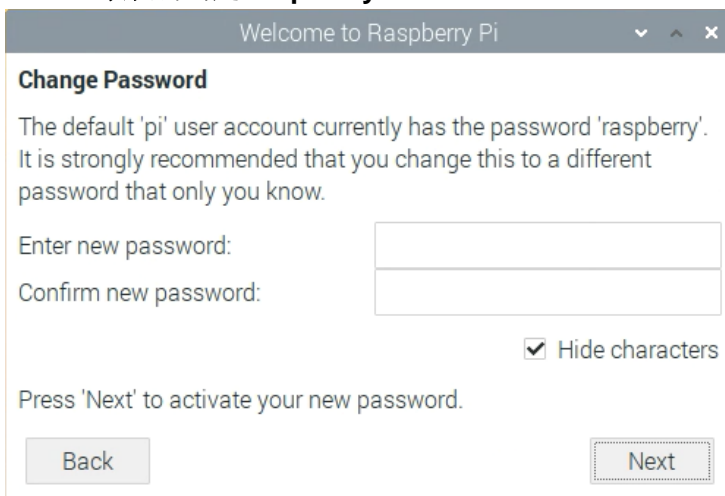 Welcome to Raspberry Pi
Change Password
The default 'pi' user account currently has the password 'raspberry'.
It is strongly recommended that you change this to a different
password that only you know.
Enter new password:
Confirm new password:
Hide characters
Press 'Next' to activate your new password.
Back
Next